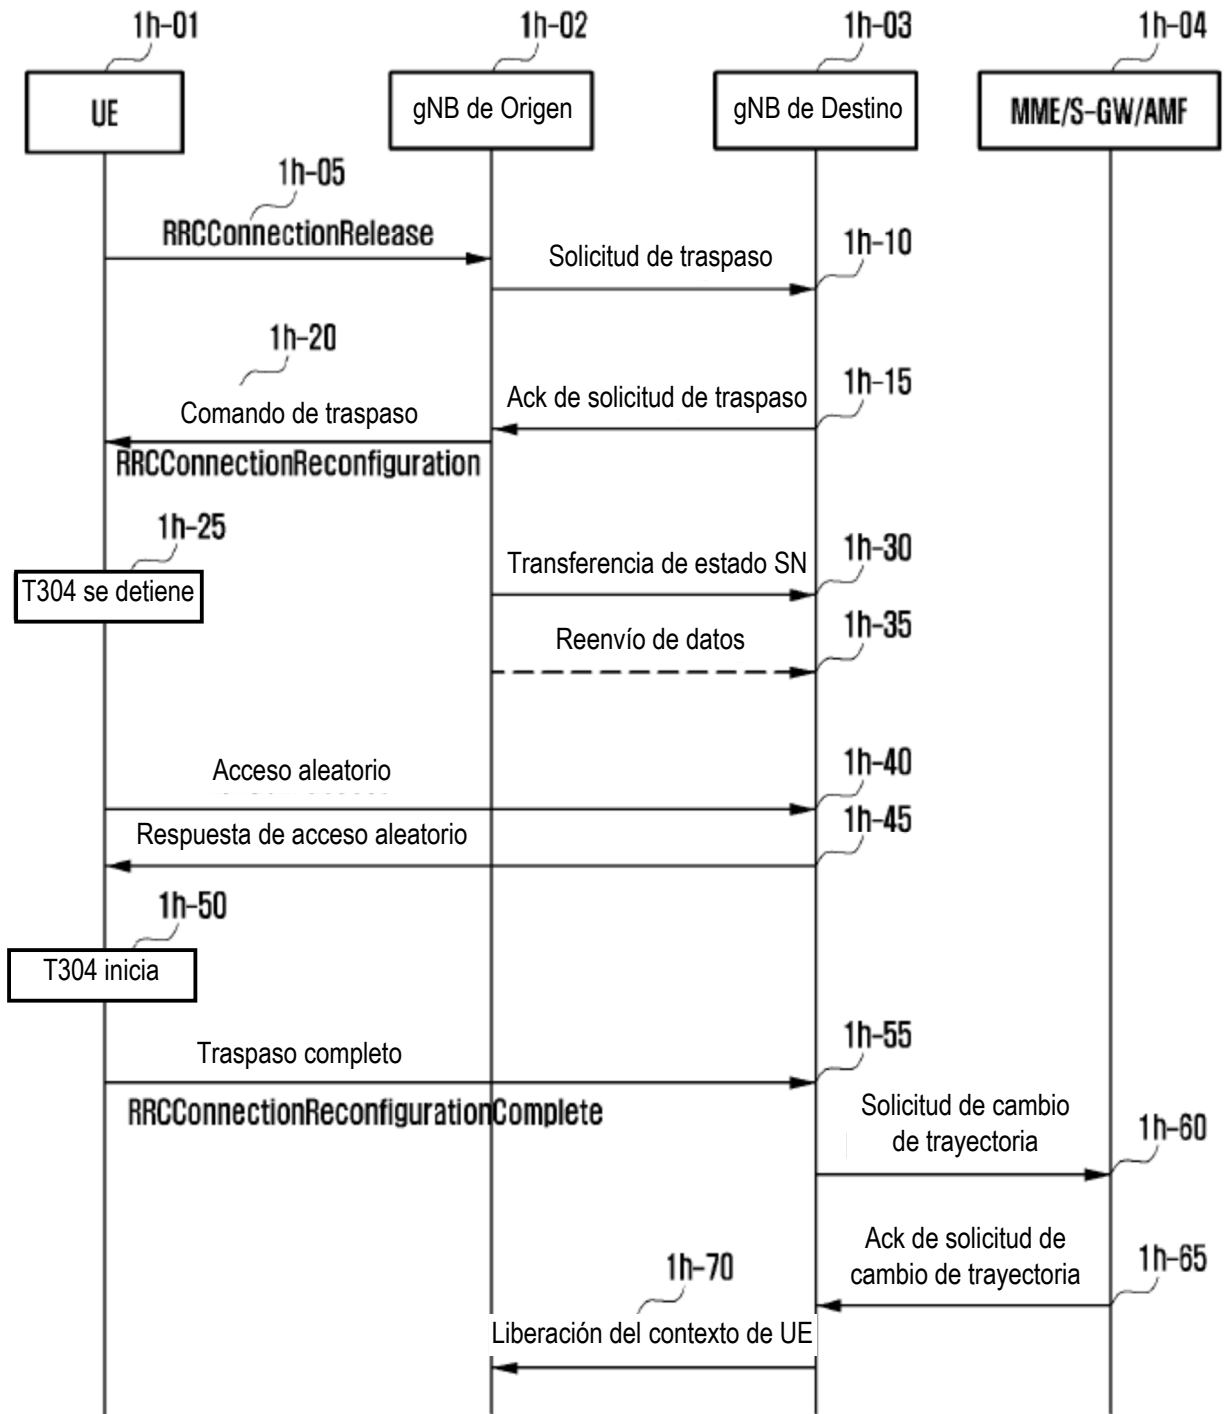 1h-01
1h-02
1h-03
1h-04
UE
gNB de Origen
gNB de Destino
MME/S-GW/AMF
1h-05
RRCConnectionRelease
Solicitud de traspaso
1h-10
1h-20
Comando de traspaso
Ack de solicitud de traspaso
1h-15
RRCConnectionReconfiguration
1h-25
T304 se detiene
Transferencia de estado SN
1h-30
Reenvío de datos
1h-35
Acceso aleatorio
1h-40
Respuesta de acceso aleatorio
1h-45
1h-50
T304 inicia
Traspaso completo
1h-55
RRCConnectionReconfigurationComplete
Solicitud de cambio
de trayectoria
1h-60
Ack de solicitud de
cambio de trayectoria
1h-65
1h-70
Liberación del contexto de UE